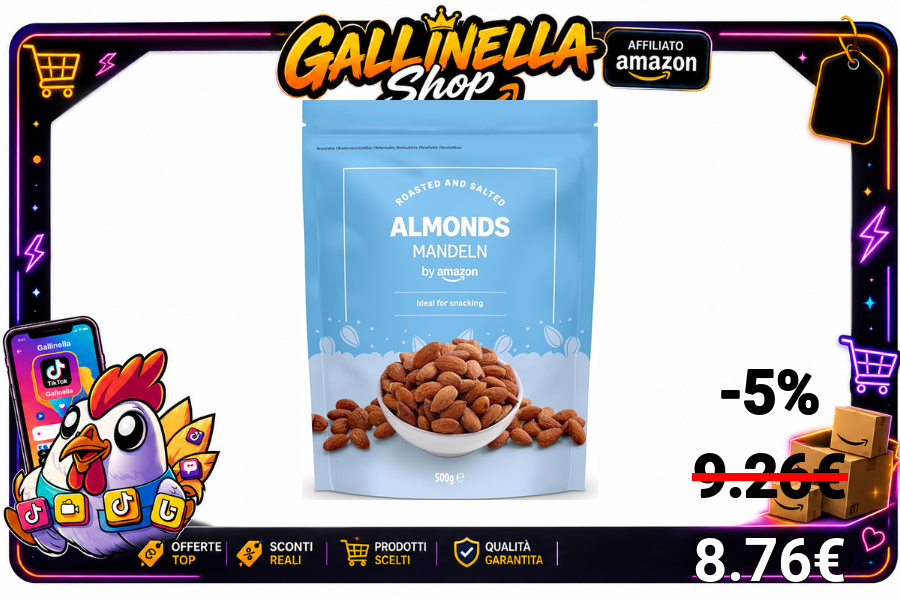 GALLINELLA
Shop
AFFILIATO
amazon
ROASTED AND SALTED
ALMONDS
MANDELN
by amazon
Ideal for snacking
500g ℮
Gallinella
TikTok
Gallinella
-5%
9.26€
8.76€
OFFERTE
TOP
SCONTI
REALI
PRODOTTI
SCELTI
QUALITÀ
GARANTITA